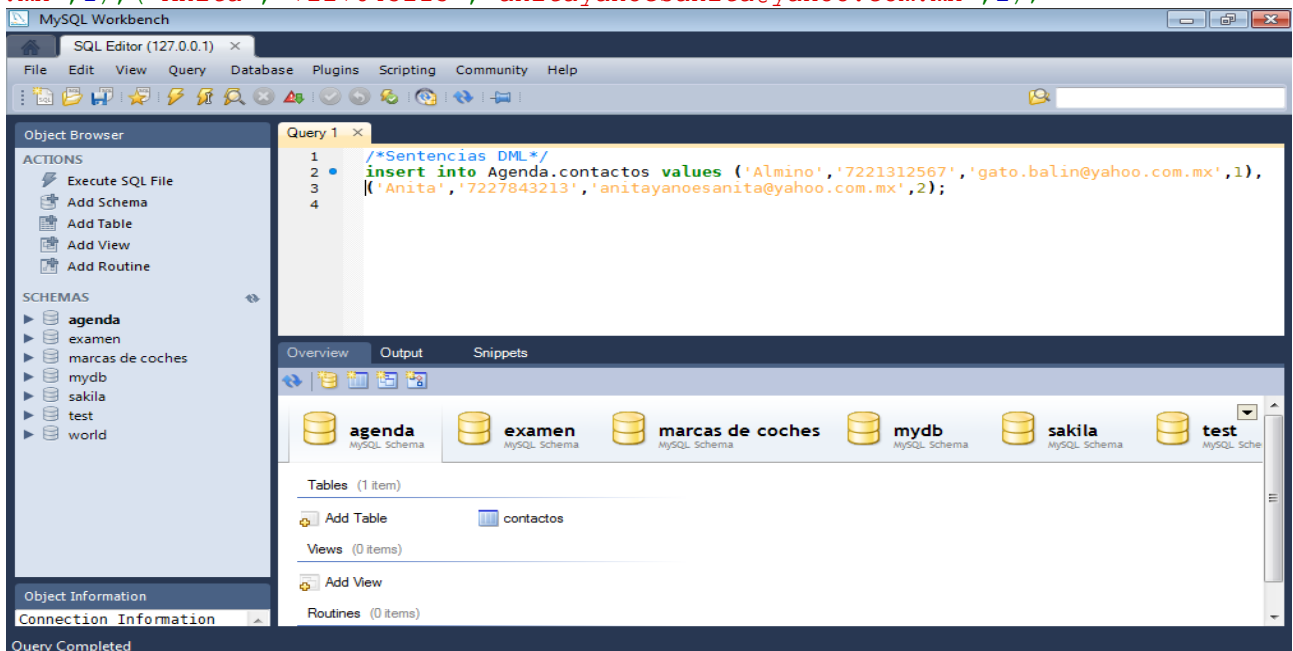 MySQL Workbench
SQL Editor (127.0.0.1)
File Edit View Query Database Plugins Scripting Community Help
Object Browser
ACTIONS
Execute SQL File
Add Schema
Add Table
Add View
Add Routine
SCHEMAS
agenda
examen
marcas de coches
mydb
sakila
test
world
Object Information
Connection Information
Query 1
1 /*Sentencias DML*/
2 insert into Agenda.contactos values ('Almino','7221312567','gato.balin@yahoo.com.mx',1),
3 ('Anita','7227843213','anitayanoesanita@yahoo.com.mx',2);
4
Overview Output Snippets
agenda
MySQL Schema
examen
MySQL Schema
marcas de coches
MySQL Schema
mydb
MySQL Schema
sakila
MySQL Schema
test
MySQL Sche
Tables (1 item)
Add Table contactos
Views (0 items)
Add View
Routines (0 items)
Query Completed